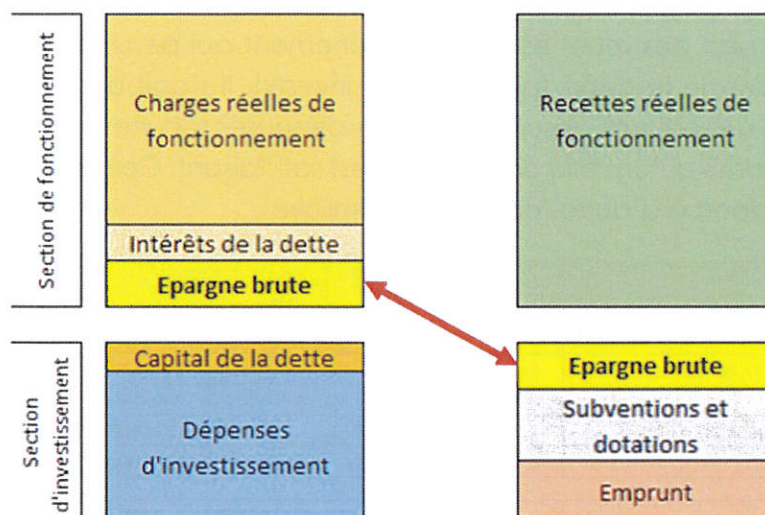 Section de fonctionnement
Charges réelles de
fonctionnement
Intérêts de la dette
Epargne brute
Recettes réelles de
fonctionnement
Section
d'investissement
Capital de la dette
Dépenses
d'investissement
Epargne brute
Subventions et
dotations
Emprunt